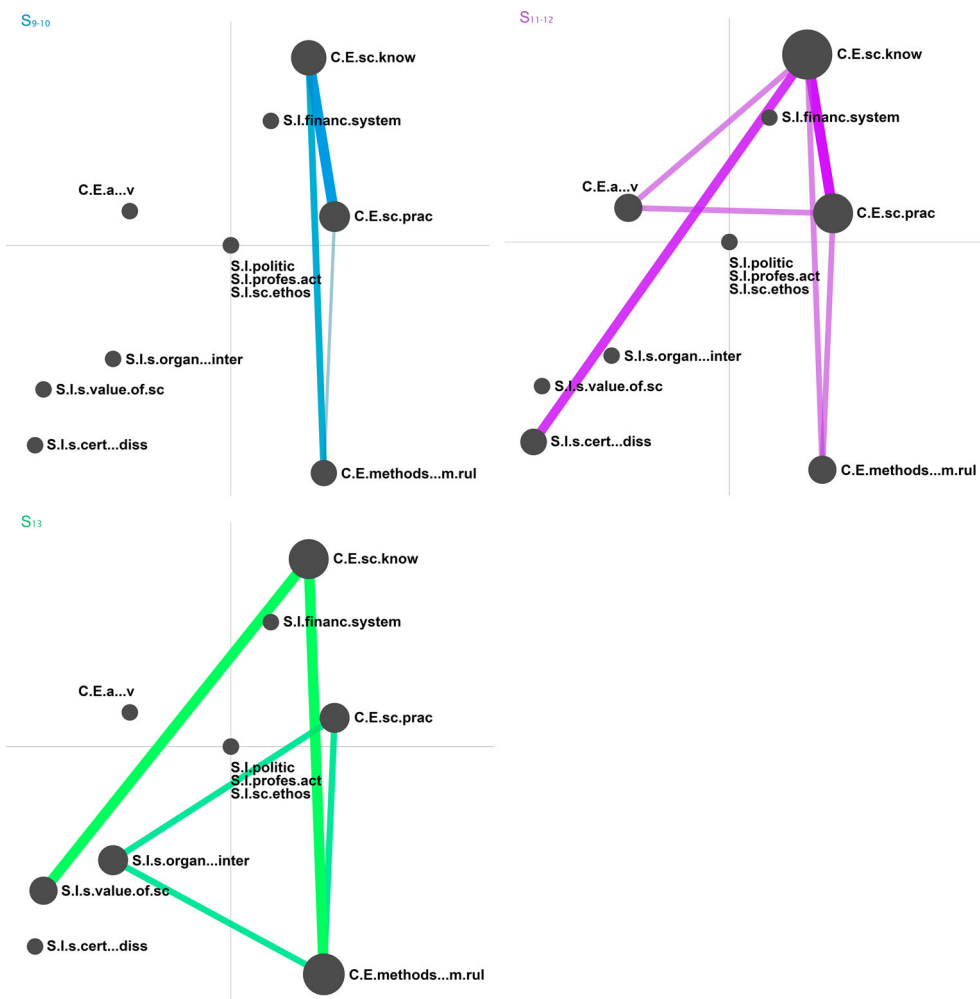 S9-10
C.E.sc.know
S.I.financ.system
C.E.a...v
C.E.sc.prac
S.I.politic
S.I.profes.act
S.I.sc.ethos
S.I.s.organ...inter
S.I.s.value.of.sc
S.I.s.cert...diss
C.E.methods...m.rul
S11-12
C.E.sc.know
S.I.financ.system
C.E.a...v
C.E.sc.prac
S.I.politic
S.I.profes.act
S.I.sc.ethos
S.I.s.organ...inter
S.I.s.value.of.sc
S.I.s.cert...diss
C.E.methods...m.rul
S13
C.E.sc.know
S.I.financ.system
C.E.a...v
C.E.sc.prac
S.I.politic
S.I.profes.act
S.I.sc.ethos
S.I.s.organ...inter
S.I.s.value.of.sc
S.I.s.cert...diss
C.E.methods...m.rul